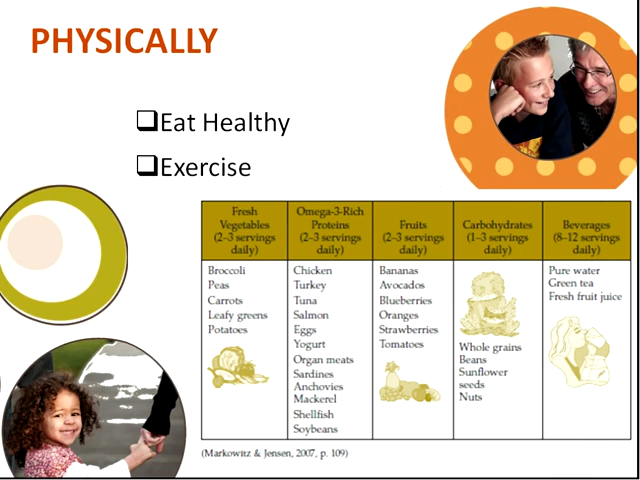 PHYSICALLY
❑Eat Healthy
❑Exercise
Fresh
Vegetables
(2–3 servings
daily)
Broccoli
Peas
Carrots
Leafy greens
Potatoes
Omega-3-Rich
Proteins
(2–3 servings
daily)
Chicken
Turkey
Tuna
Salmon
Eggs
Yogurt
Organ meats
Sardines
Anchovies
Mackerel
Shellfish
Soybeans
Fruits
(2–3 servings
daily)
Bananas
Avocados
Blueberries
Oranges
Strawberries
Tomatoes
Carbohydrates
(1–3 servings
daily)
Whole grains
Beans
Sunflower
seeds
Nuts
Beverages
(8–12 servings
daily)
Pure water
Green tea
Fresh fruit juice
(Markowitz & Jensen, 2007, p. 109)